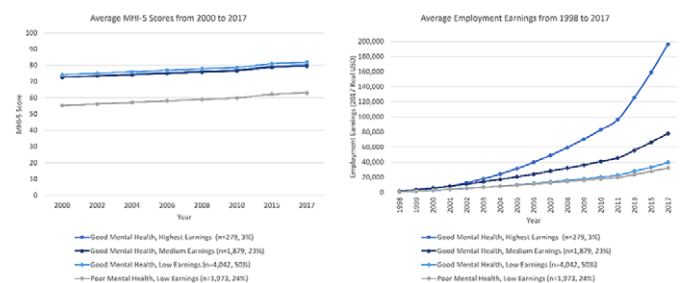 Average MHI-5 Scores from 2000 to 2017
100
90
80
70
60
50
40
30
20
10
0
MHI-5 Score
2000 2002 2004 2006 2008 2010 2015 2017
Year
Good Mental Health, Highest Earnings (n=279, 3%)
Good Mental Health, Medium Earnings (n=1,879, 23%)
Good Mental Health, Low Earnings (n=4,042, 50%)
Poor Mental Health, Low Earnings (n=1,973, 24%)
Average Employment Earnings from 1998 to 2017
200,000
180,000
160,000
140,000
120,000
100,000
80,000
60,000
40,000
20,000
0
Employment Earnings (2017 Real USD)
1998 1999 2000 2001 2002 2003 2004 2005 2006 2007 2008 2009 2010 2011 2013 2015 2017
Year
Good Mental Health, Highest Earnings (n=279, 3%)
Good Mental Health, Medium Earnings (n=1,879, 23%)
Good Mental Health, Low Earnings (n=4,042, 50%)
Poor Mental Health, Low Earnings (n=1,973, 24%)